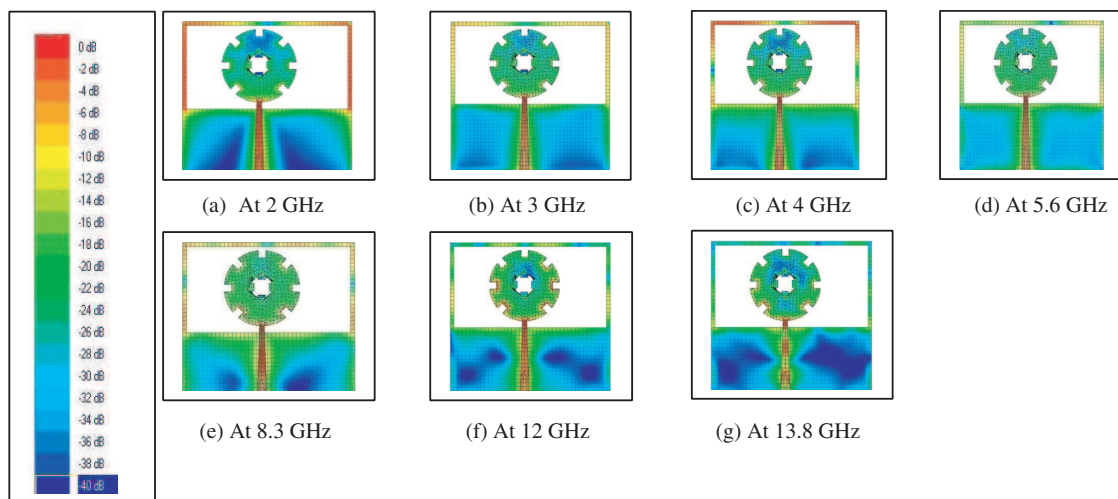 0 dB
-2 dB
-4 dB
-6 dB
-8 dB
-10 dB
-12 dB
-14 dB
-16 dB
-18 dB
-20 dB
-22 dB
-24 dB
-26 dB
-28 dB
-30 dB
-32 dB
-34 dB
-36 dB
-38 dB
-40 dB
(a) At 2 GHz
(b) At 3 GHz
(c) At 4 GHz
(d) At 5.6 GHz
(e) At 8.3 GHz
(f) At 12 GHz
(g) At 13.8 GHz